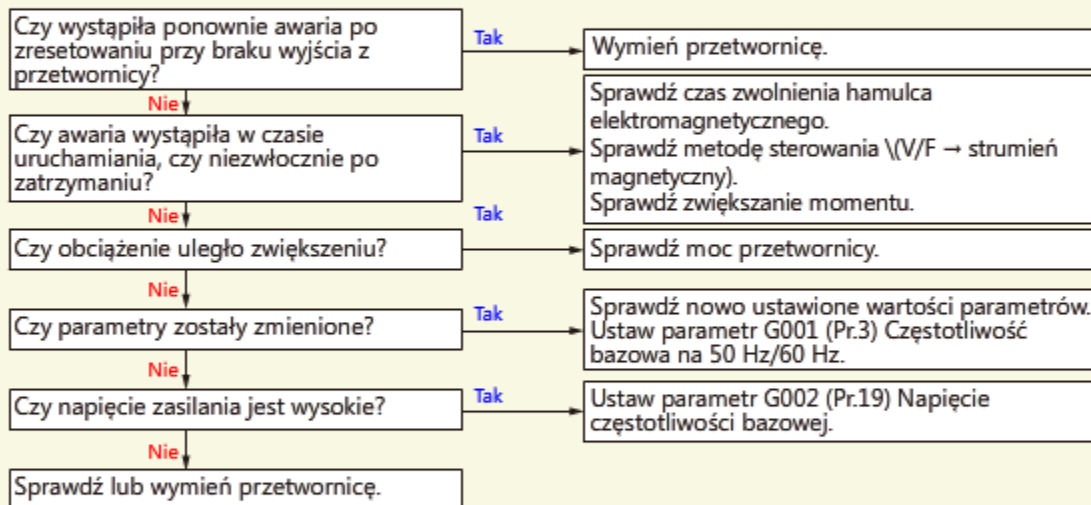 Czy wystąpiła ponownie awaria po
zresetowaniu przy braku wyjścia z
przetwornicy?
Tak
Wymień przetwornicę.
Nie
Czy awaria wystąpiła w czasie
uruchamiania, czy niezwłocznie po
zatrzymaniu?
Tak
Sprawdź czas zwolnienia hamulca
elektromagnetycznego.
Sprawdź metodę sterowania \(V/F → strumień
magnetyczny).
Sprawdź zwiększanie momentu.
Nie
Czy obciążenie uległo zwiększeniu?
Tak
Sprawdź moc przetwornicy.
Nie
Czy parametry zostały zmienione?
Tak
Sprawdź nowo ustawione wartości parametrów.
Ustaw parametr G001 (Pr.3) Częstotliwość
bazowa na 50 Hz/60 Hz.
Nie
Czy napięcie zasilania jest wysokie?
Tak
Ustaw parametr G002 (Pr.19) Napięcie
częstotliwości bazowej.
Nie
Sprawdź lub wymień przetwornicę.